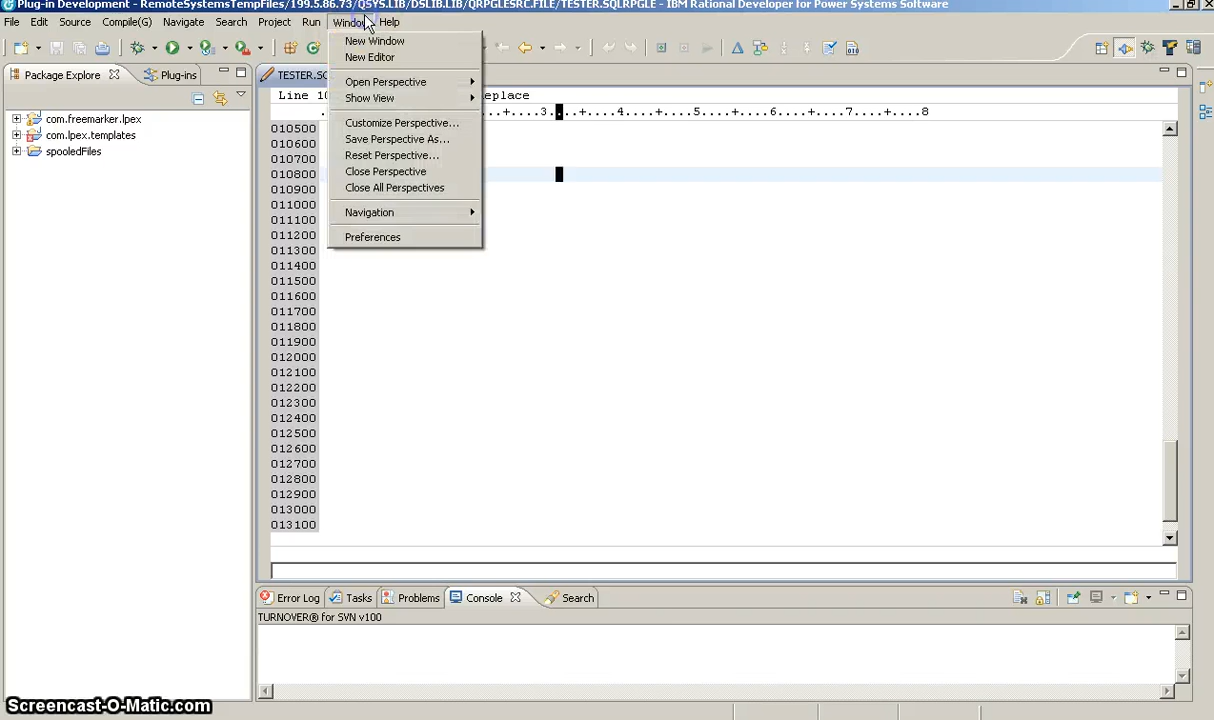 Plug-in Development - RemoteSystemsTempFiles/199.5.86.73/QSYS.LIB/DSLIB.LIB/QRPGLESRC.FILE/TESTER.SQLRPGLE - IBM Rational Developer for Power Systems Software
File Edit Source Compile(G) Navigate Search Project Run Window Help
New Window
New Editor
Open Perspective
Show View
Customize Perspective...
Save Perspective As...
Reset Perspective...
Close Perspective
Close All Perspectives
Navigation
Preferences
Package Explore Plug-ins
com.freemarker.lpex
com.lpex.templates
spooledFiles
TESTER.SC
Line 10 eplace
...+....3....+....4....+....5....+....6....+....7....+....8
010500
010600
010700
010800
010900
011000
011100
011200
011300
011400
011500
011600
011700
011800
011900
012000
012100
012200
012300
012400
012500
012600
012700
012800
012900
013000
013100
Error Log Tasks Problems Console Search
TURNOVER® for SVN v100
Screencast-O-Matic.com